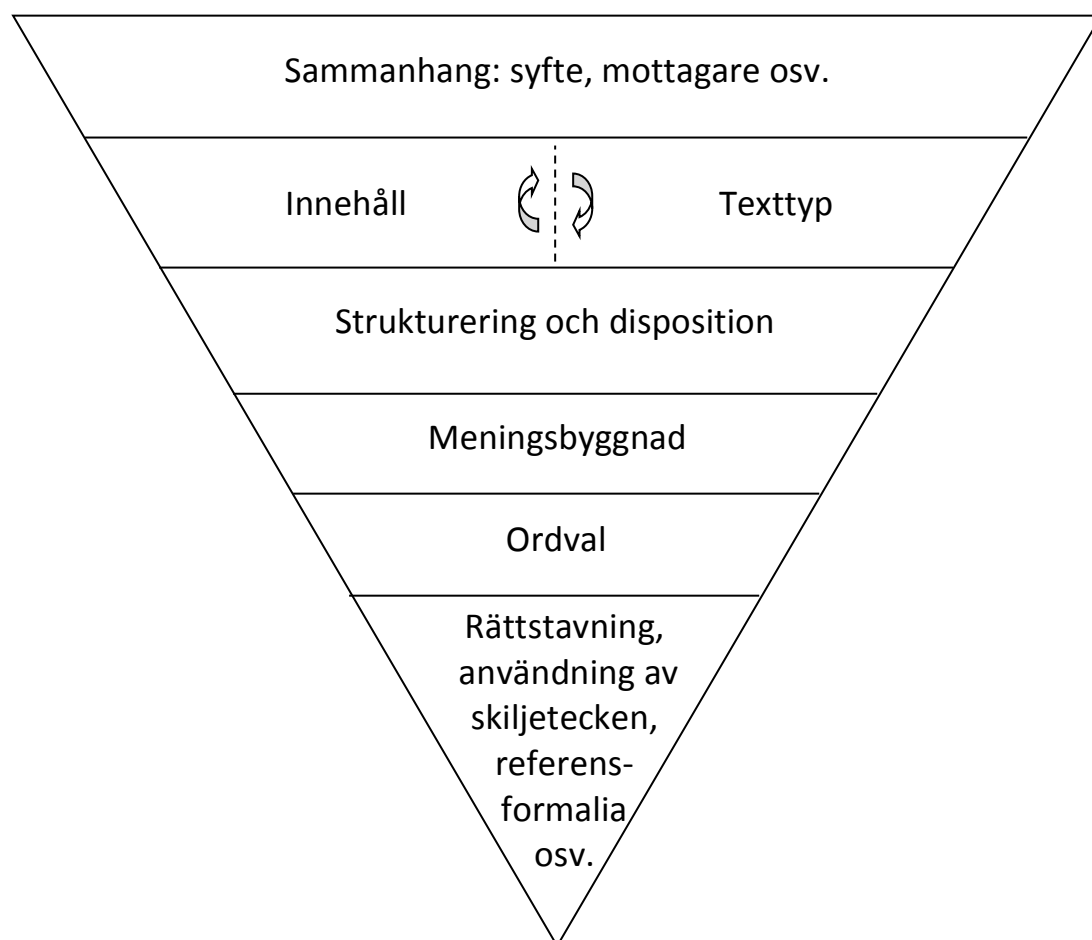 Sammanhang: syfte, mottagare osv.
Innehåll
Texttyp
Strukturering och disposition
Meningsbyggnad
Ordval
Rättstavning,
användning av
skiljetecken,
referens-
formalia
osv.